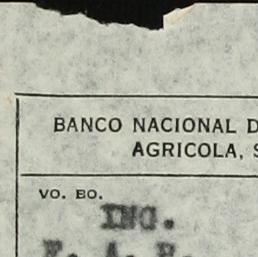 BANCO NACIONAL D
AGRICOLA, S
VO. BO.
ING.